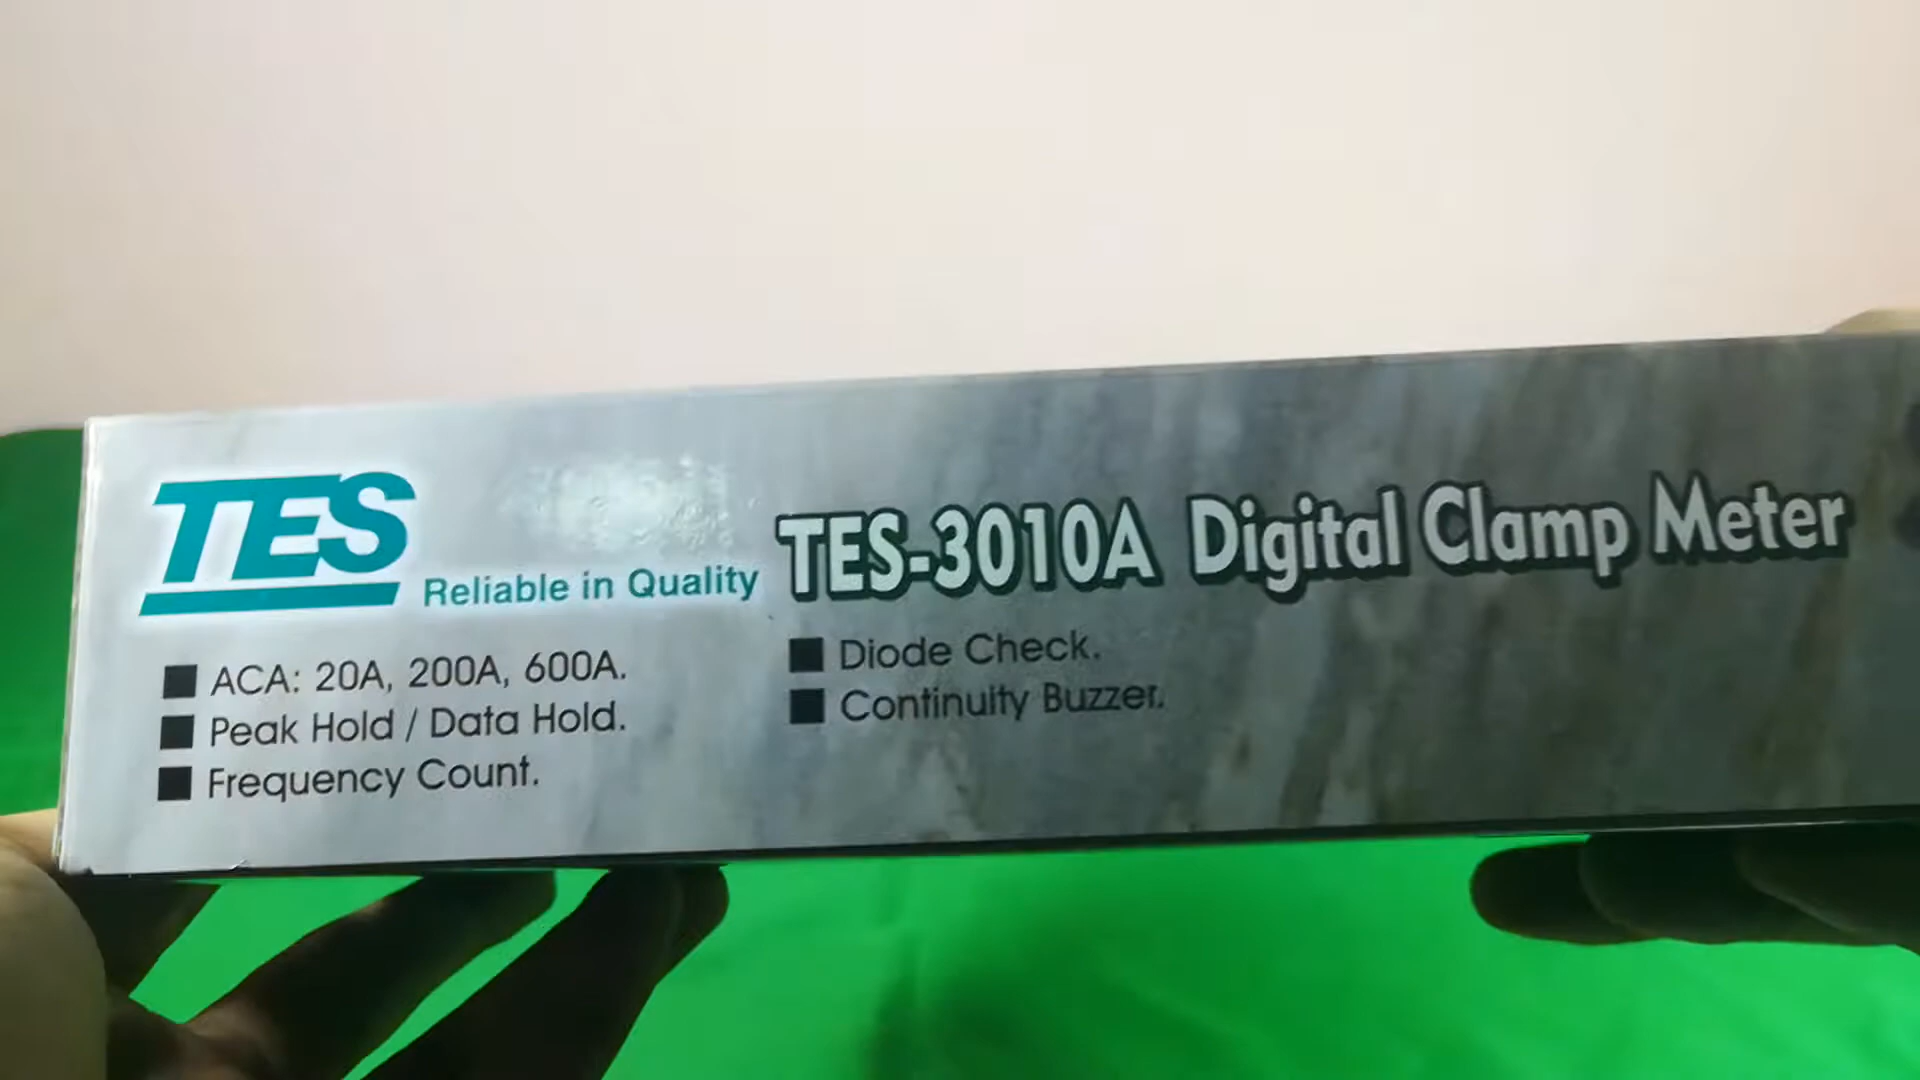 TES Reliable in Quality
TES-3010A Digital Clamp Meter
■ ACA: 20A, 200A, 600A.
■ Peak Hold / Data Hold.
■ Frequency Count.
■ Diode Check.
■ Continuity Buzzer.